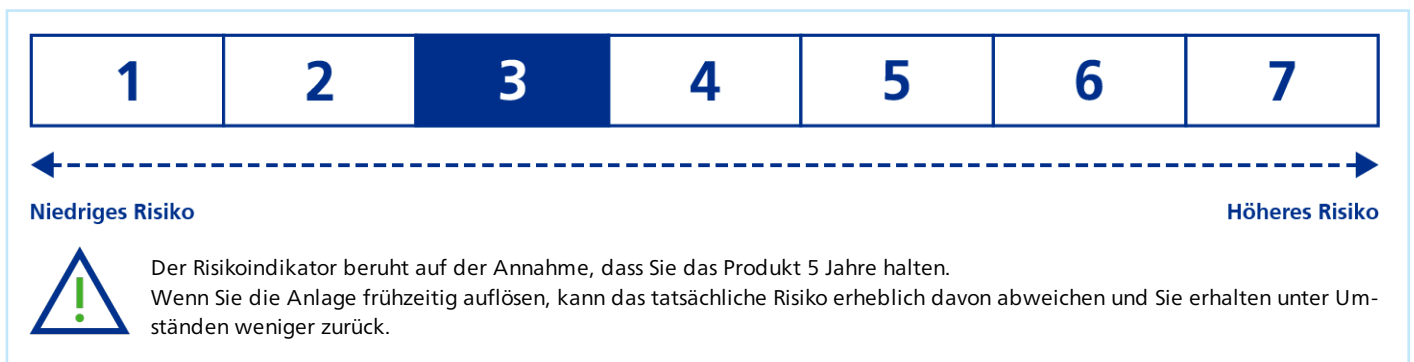 1 2 3 4 5 6 7
Niedriges Risiko Höheres Risiko
Der Risikoindikator beruht auf der Annahme, dass Sie das Produkt 5 Jahre halten.
Wenn Sie die Anlage frühzeitig auflösen, kann das tatsächliche Risiko erheblich davon abweichen und Sie erhalten unter Um-
ständen weniger zurück.